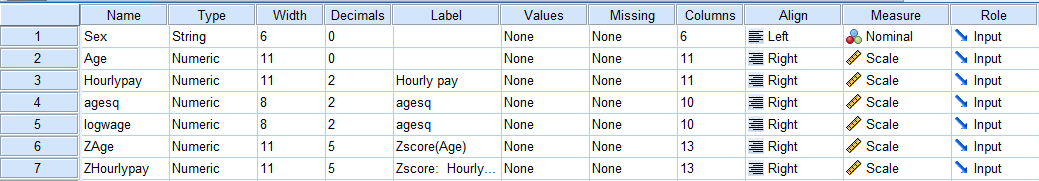 Name Type Width Decimals Label Values Missing Columns Align Measure Role
1 Sex String 6 0 None None 6 Left Nominal Input
2 Age Numeric 11 0 None None 11 Right Scale Input
3 Hourlypay Numeric 11 2 Hourly pay None None 11 Right Scale Input
4 agesq Numeric 8 2 agesq None None 10 Right Scale Input
5 logwage Numeric 8 2 agesq None None 10 Right Scale Input
6 ZAge Numeric 11 5 Zscore(Age) None None 13 Right Scale Input
7 ZHourlypay Numeric 11 5 Zscore: Hourly... None None 13 Right Scale Input